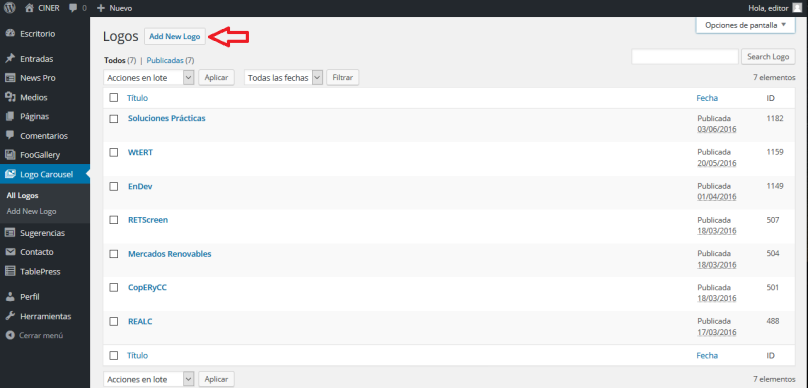 CINER 0 + Nuevo Hola, editor
Escritorio
Entradas
News Pro
Medios
Páginas
Comentarios
FooGallery
Logo Carousel
All Logos
Add New Logo
Sugerencias
Contacto
TablePress
Perfil
Herramientas
Cerrar menú
Opciones de pantalla
Logos Add New Logo
Todos (7) | Publicadas (7)
Search Logo
Acciones en lote Aplicar Todas las fechas Filtrar 7 elementos
Título Fecha ID
Soluciones Prácticas Publicada 1182
03/06/2016
WtERT Publicada 1159
20/05/2016
EnDev Publicada 1149
01/04/2016
RETScreen Publicada 507
18/03/2016
Mercados Renovables Publicada 504
18/03/2016
CopERyCC Publicada 501
18/03/2016
REALC Publicada 488
17/03/2016
Título Fecha ID
Acciones en lote Aplicar 7 elementos